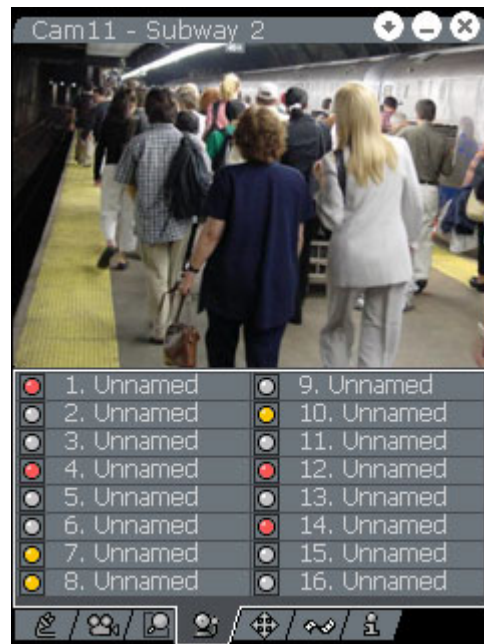 Cam11 - Subway 2
1. Unnamed
2. Unnamed
3. Unnamed
4. Unnamed
5. Unnamed
6. Unnamed
7. Unnamed
8. Unnamed
9. Unnamed
10. Unnamed
11. Unnamed
12. Unnamed
13. Unnamed
14. Unnamed
15. Unnamed
16. Unnamed